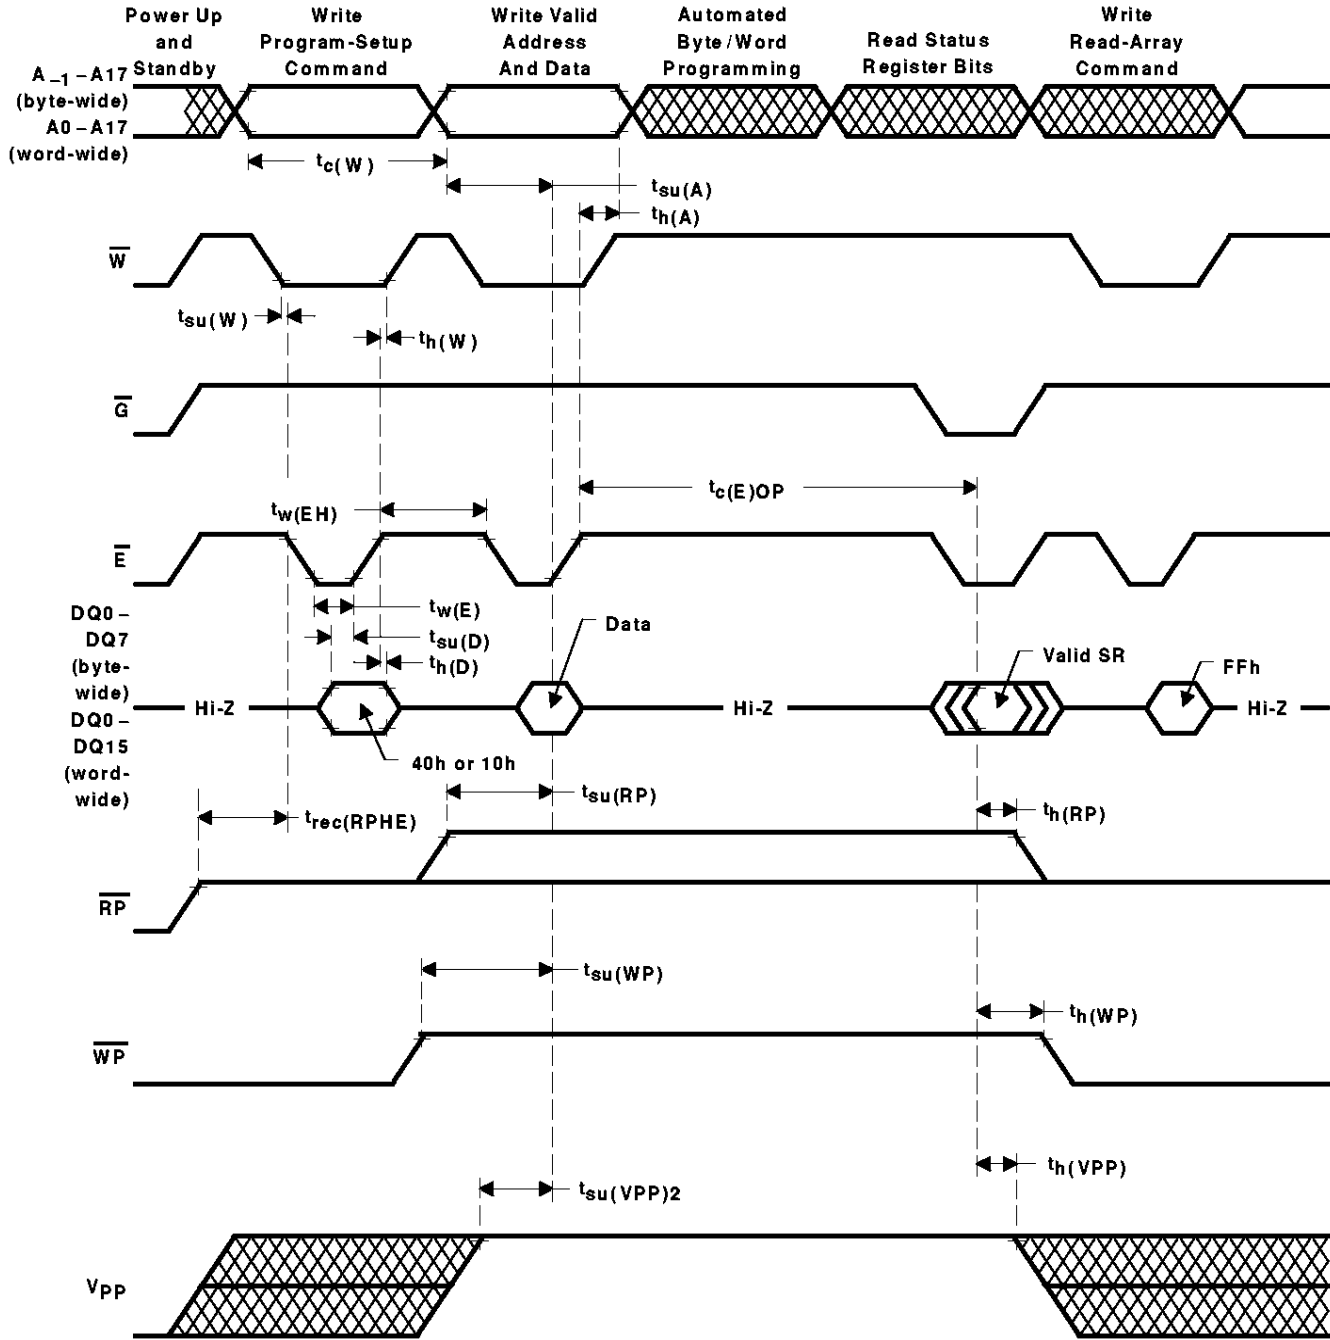 Power Up
and
Standby
Write
Program-Setup
Command
Write Valid
Address
And Data
Automated
Byte/Word
Programming
Read Status
Register Bits
Write
Read-Array
Command
A–1–A17
(byte-wide)
A0–A17
(word-wide)
tc(W)
tsu(A)
th(A)
W
tsu(W)
th(W)
G
tc(E)OP
tw(EH)
E
DQ0–
DQ7
(byte-
wide)
DQ0–
DQ15
(word-
wide)
tw(E)
tsu(D)
th(D)
Data
Valid SR
FFh
Hi-Z
Hi-Z
Hi-Z
40h or 10h
tsu(RP)
th(RP)
trec(RPHE)
RP
tsu(WP)
th(WP)
WP
th(VPP)
tsu(VPP)2
VPP